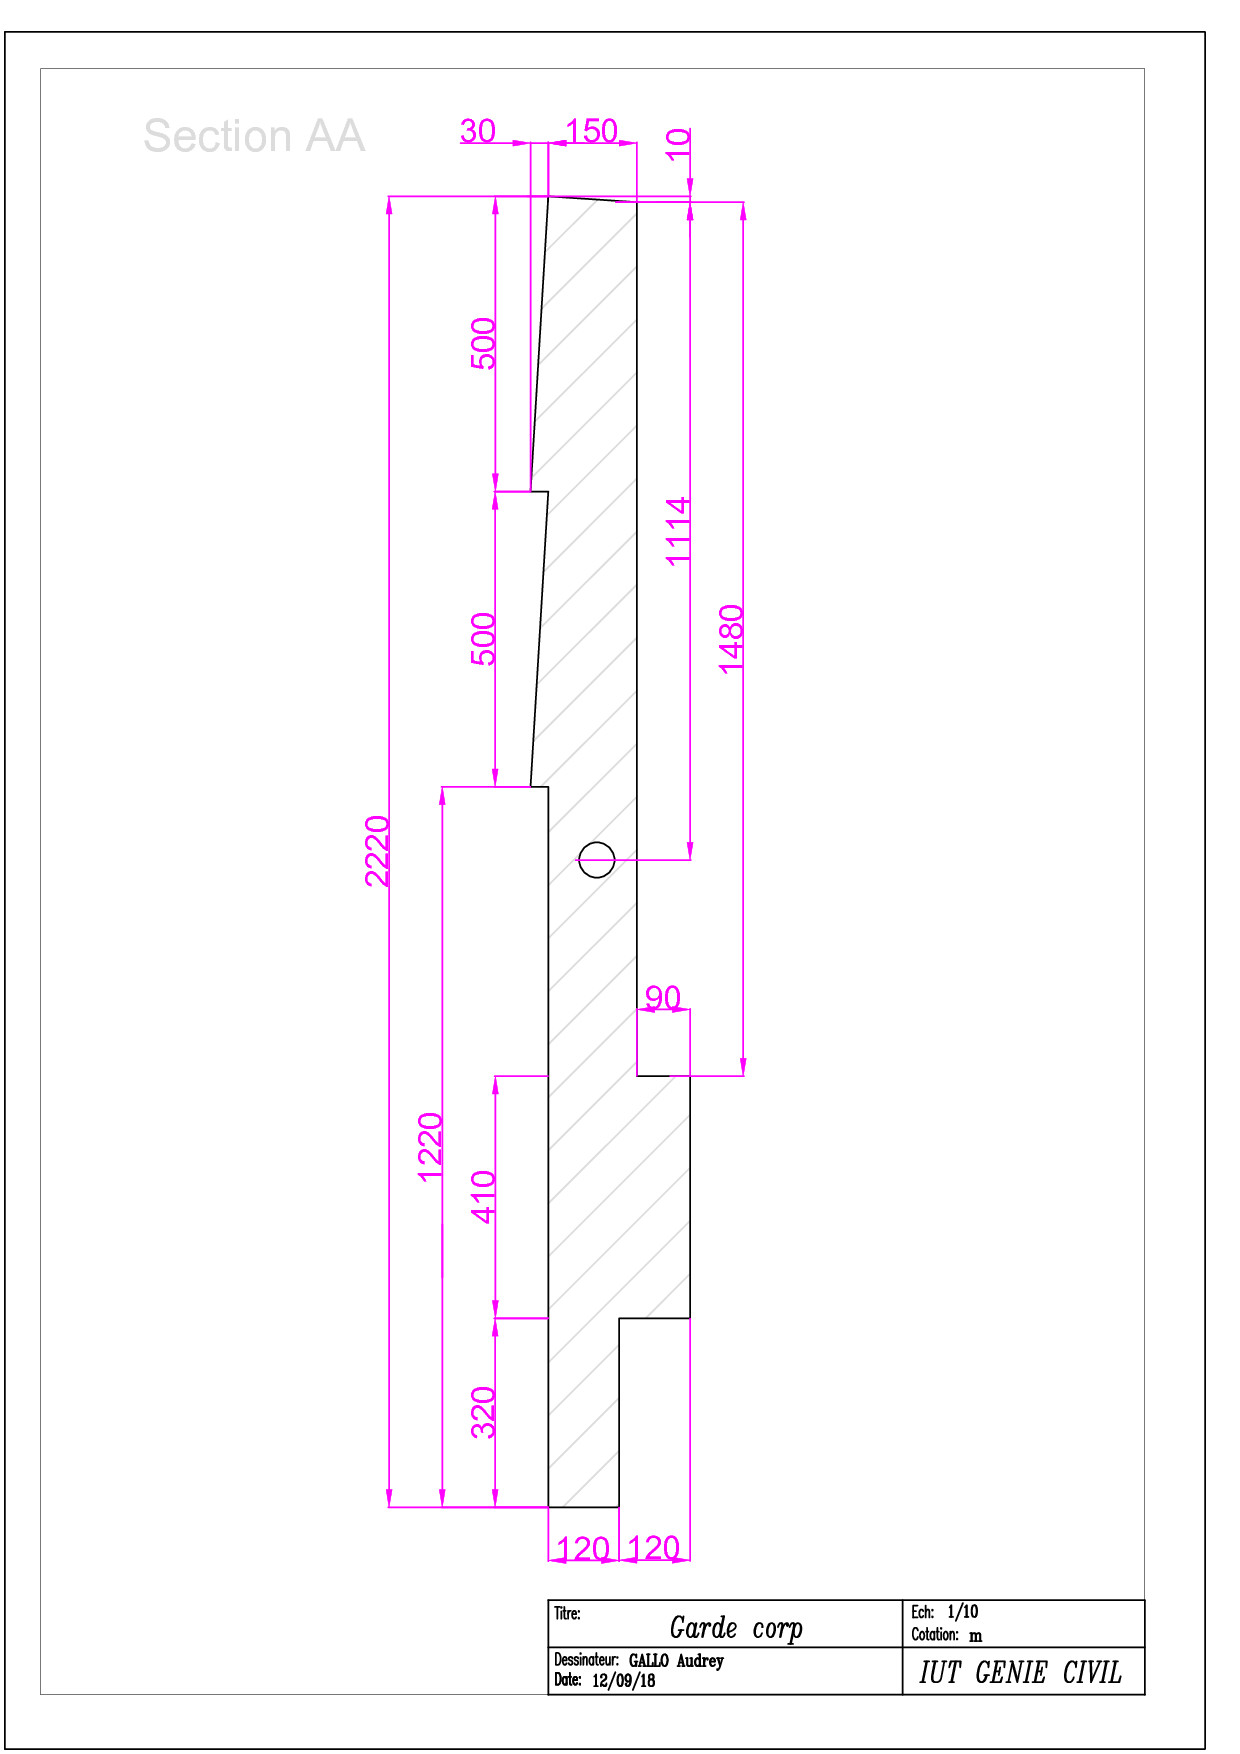 Section AA
30
150
10
500
1114
500
1480
2220
90
1220
410
320
120
120
Titre:
Garde corp
Ech: 1/10
Cotation: m
Dessinateur: GALLO Audrey
Date: 12/09/18
IUT GENIE CIVIL